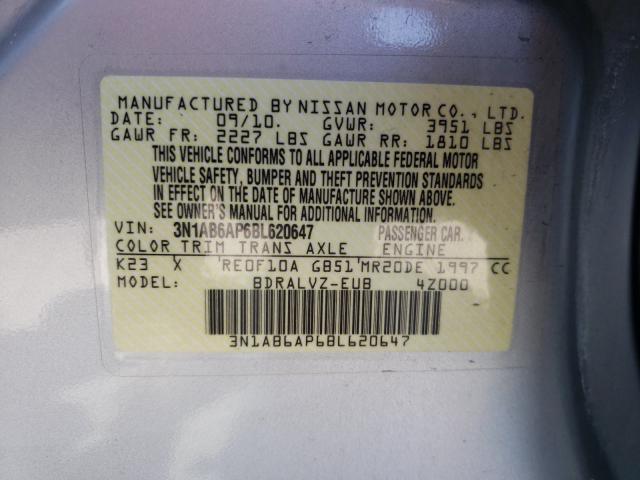 MANUFACTURED BY NISSAN MOTOR CO., LTD.
DATE: 09/10. GVWR: 3951 LBS
GAWR FR: 2227 LBS GAWR RR: 1810 LBS
THIS VEHICLE CONFORMS TO ALL APPLICABLE FEDERAL MOTOR
VEHICLE SAFETY, BUMPER AND THEFT PREVENTION STANDARDS
IN EFFECT ON THE DATE OF MANUFACTURE SHOWN ABOVE.
SEE OWNER'S MANUAL FOR ADDITIONAL INFORMATION.
VIN: 3N1AB6AP6BL620647 PASSENGER CAR.
COLOR TRIM TRANS AXLE ENGINE
K23 X RE0F10A GB51 MR20DE 1997 CC
MODEL: BDRALVZ-EUB 4Z000
3N1AB6AP6BL620647